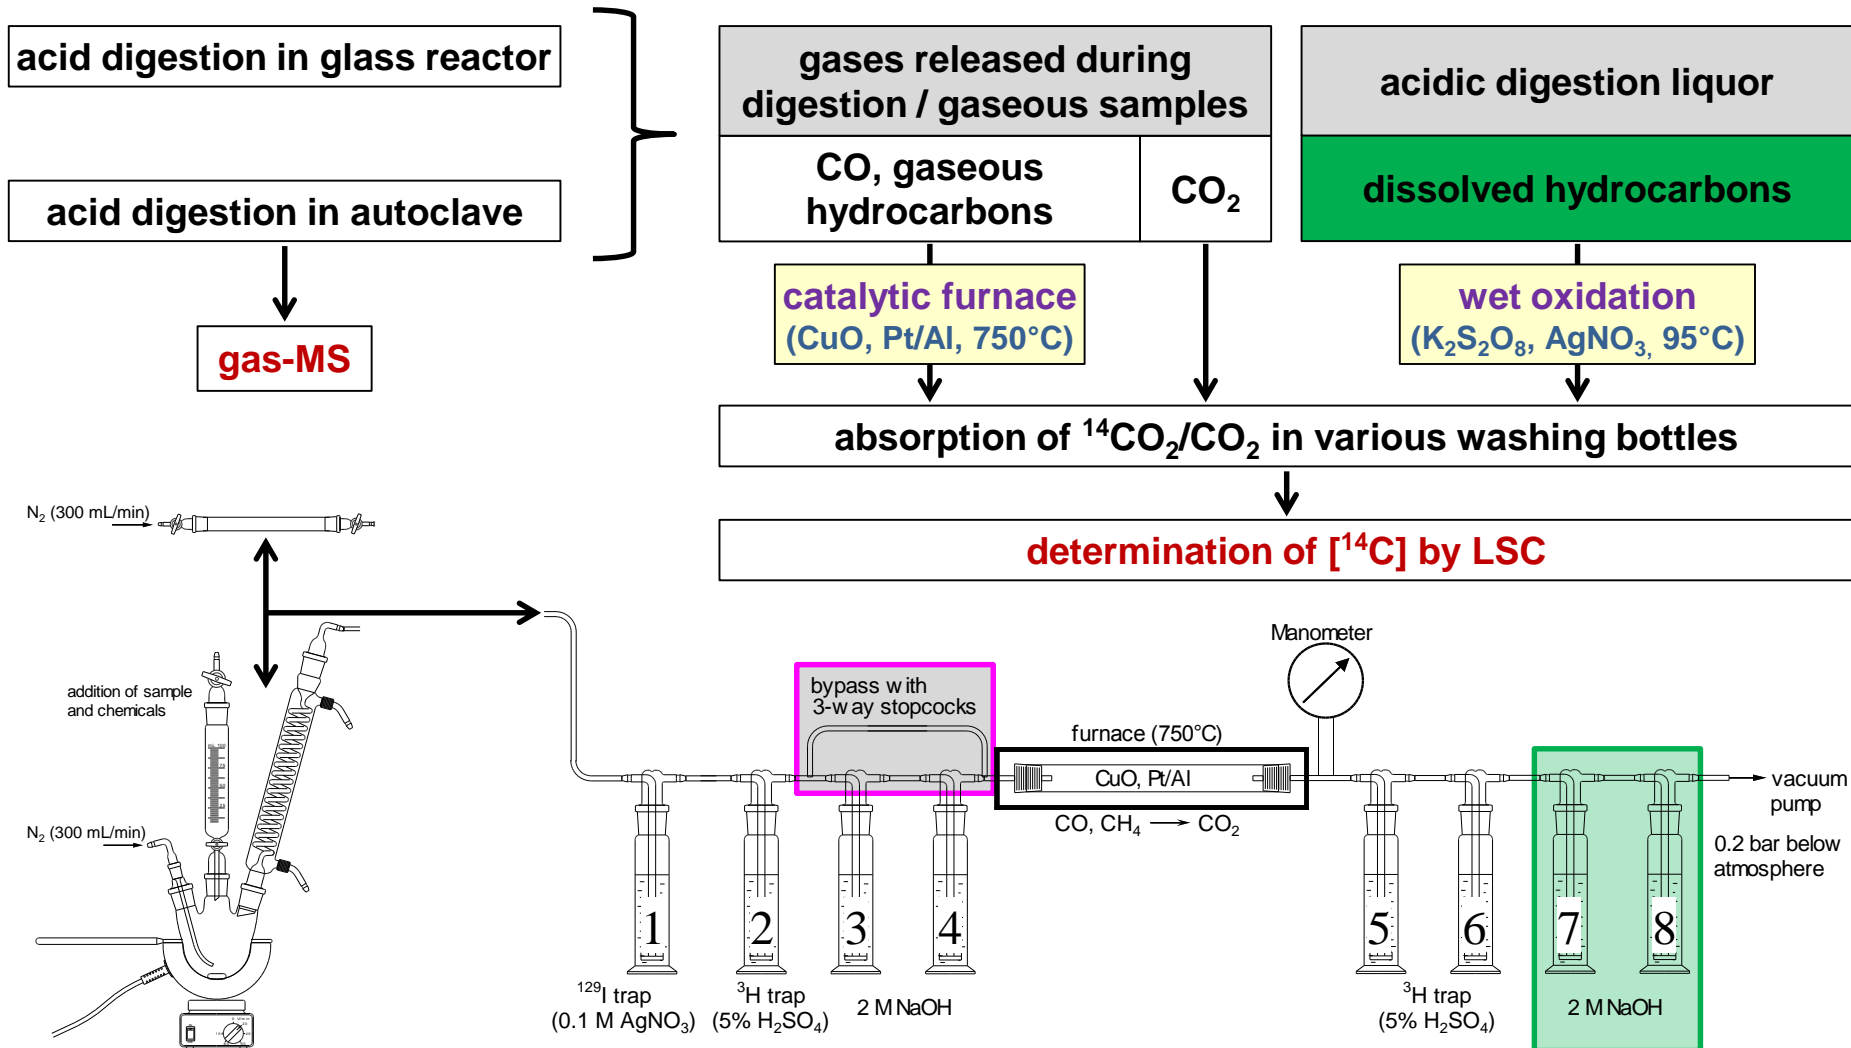 acid digestion in glass reactor
acid digestion in autoclave
gas-MS
gases released during
digestion / gaseous samples
CO, gaseous
hydrocarbons
CO₂
acidic digestion liquor
dissolved hydrocarbons
catalytic furnace
(CuO, Pt/Al, 750°C)
wet oxidation
(K₂S₂O₈, AgNO₃, 95°C)
absorption of ¹⁴CO₂/CO₂ in various washing bottles
determination of [¹⁴C] by LSC
N₂ (300 mL/min)
addition of sample
and chemicals
N₂ (300 mL/min)
bypass with
3-way stopcocks
furnace (750°C)
CuO, Pt/Al
CO, CH₄ → CO₂
Manometer
vacuum
pump
0.2 bar below
atmosphere
1
2
3
4
5
6
7
8
¹²⁹I trap
(0.1 M AgNO₃)
³H trap
(5% H₂SO₄)
2 M NaOH
³H trap
(5% H₂SO₄)
2 M NaOH